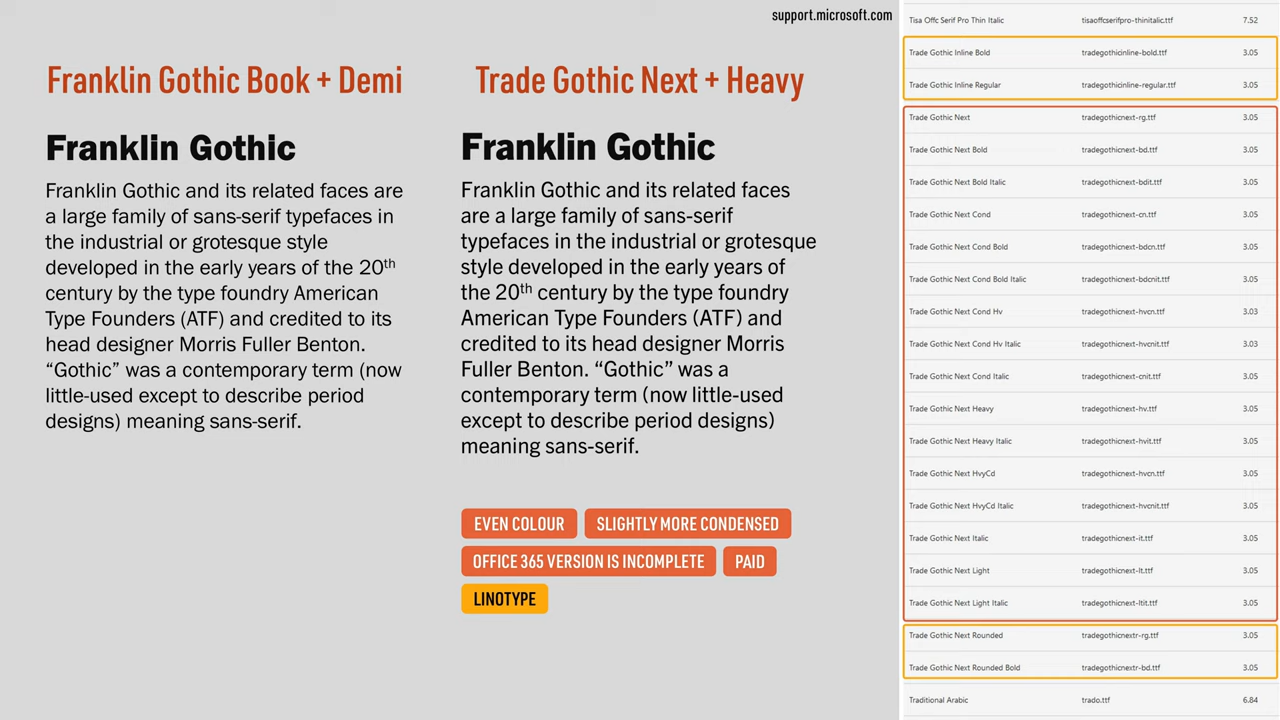 support.microsoft.com
Franklin Gothic Book + Demi
Franklin Gothic
Franklin Gothic and its related faces are
a large family of sans-serif typefaces in
the industrial or grotesque style
developed in the early years of the 20th
century by the type foundry American
Type Founders (ATF) and credited to its
head designer Morris Fuller Benton.
“Gothic” was a contemporary term (now
little-used except to describe period
designs) meaning sans-serif.
Trade Gothic Next + Heavy
Franklin Gothic
Franklin Gothic and its related faces
are a large family of sans-serif
typefaces in the industrial or grotesque
style developed in the early years of
the 20th century by the type foundry
American Type Founders (ATF) and
credited to its head designer Morris
Fuller Benton. “Gothic” was a
contemporary term (now little-used
except to describe period designs)
meaning sans-serif.
EVEN COLOUR SLIGHTLY MORE CONDENSED
OFFICE 365 VERSION IS INCOMPLETE PAID
LINOTYPE
Tisa Offc Serif Pro Thin Italic tisaoffcserifpro-thinitalic.ttf 7.52
Trade Gothic Inline Bold tradegothicinline-bold.ttf 3.05
Trade Gothic Inline Regular tradegothicinline-regular.ttf 3.05
Trade Gothic Next tradegothicnext-rg.ttf 3.05
Trade Gothic Next Bold tradegothicnext-bd.ttf 3.05
Trade Gothic Next Bold Italic tradegothicnext-bdit.ttf 3.05
Trade Gothic Next Cond tradegothicnext-cn.ttf 3.05
Trade Gothic Next Cond Bold tradegothicnext-bdcn.ttf 3.05
Trade Gothic Next Cond Bold Italic tradegothicnext-bdcnit.ttf 3.05
Trade Gothic Next Cond Hv tradegothicnext-hvcn.ttf 3.03
Trade Gothic Next Cond Hv Italic tradegothicnext-hvcnit.ttf 3.03
Trade Gothic Next Cond Italic tradegothicnext-cnit.ttf 3.05
Trade Gothic Next Heavy tradegothicnext-hv.ttf 3.05
Trade Gothic Next Heavy Italic tradegothicnext-hvit.ttf 3.05
Trade Gothic Next HvyCd tradegothicnext-hvcn.ttf 3.05
Trade Gothic Next HvyCd Italic tradegothicnext-hvcnit.ttf 3.05
Trade Gothic Next Italic tradegothicnext-it.ttf 3.05
Trade Gothic Next Light tradegothicnext-lt.ttf 3.05
Trade Gothic Next Light Italic tradegothicnext-ltit.ttf 3.05
Trade Gothic Next Rounded tradegothicnextr-rg.ttf 3.05
Trade Gothic Next Rounded Bold tradegothicnextr-bd.ttf 3.05
Traditional Arabic trado.ttf 6.84